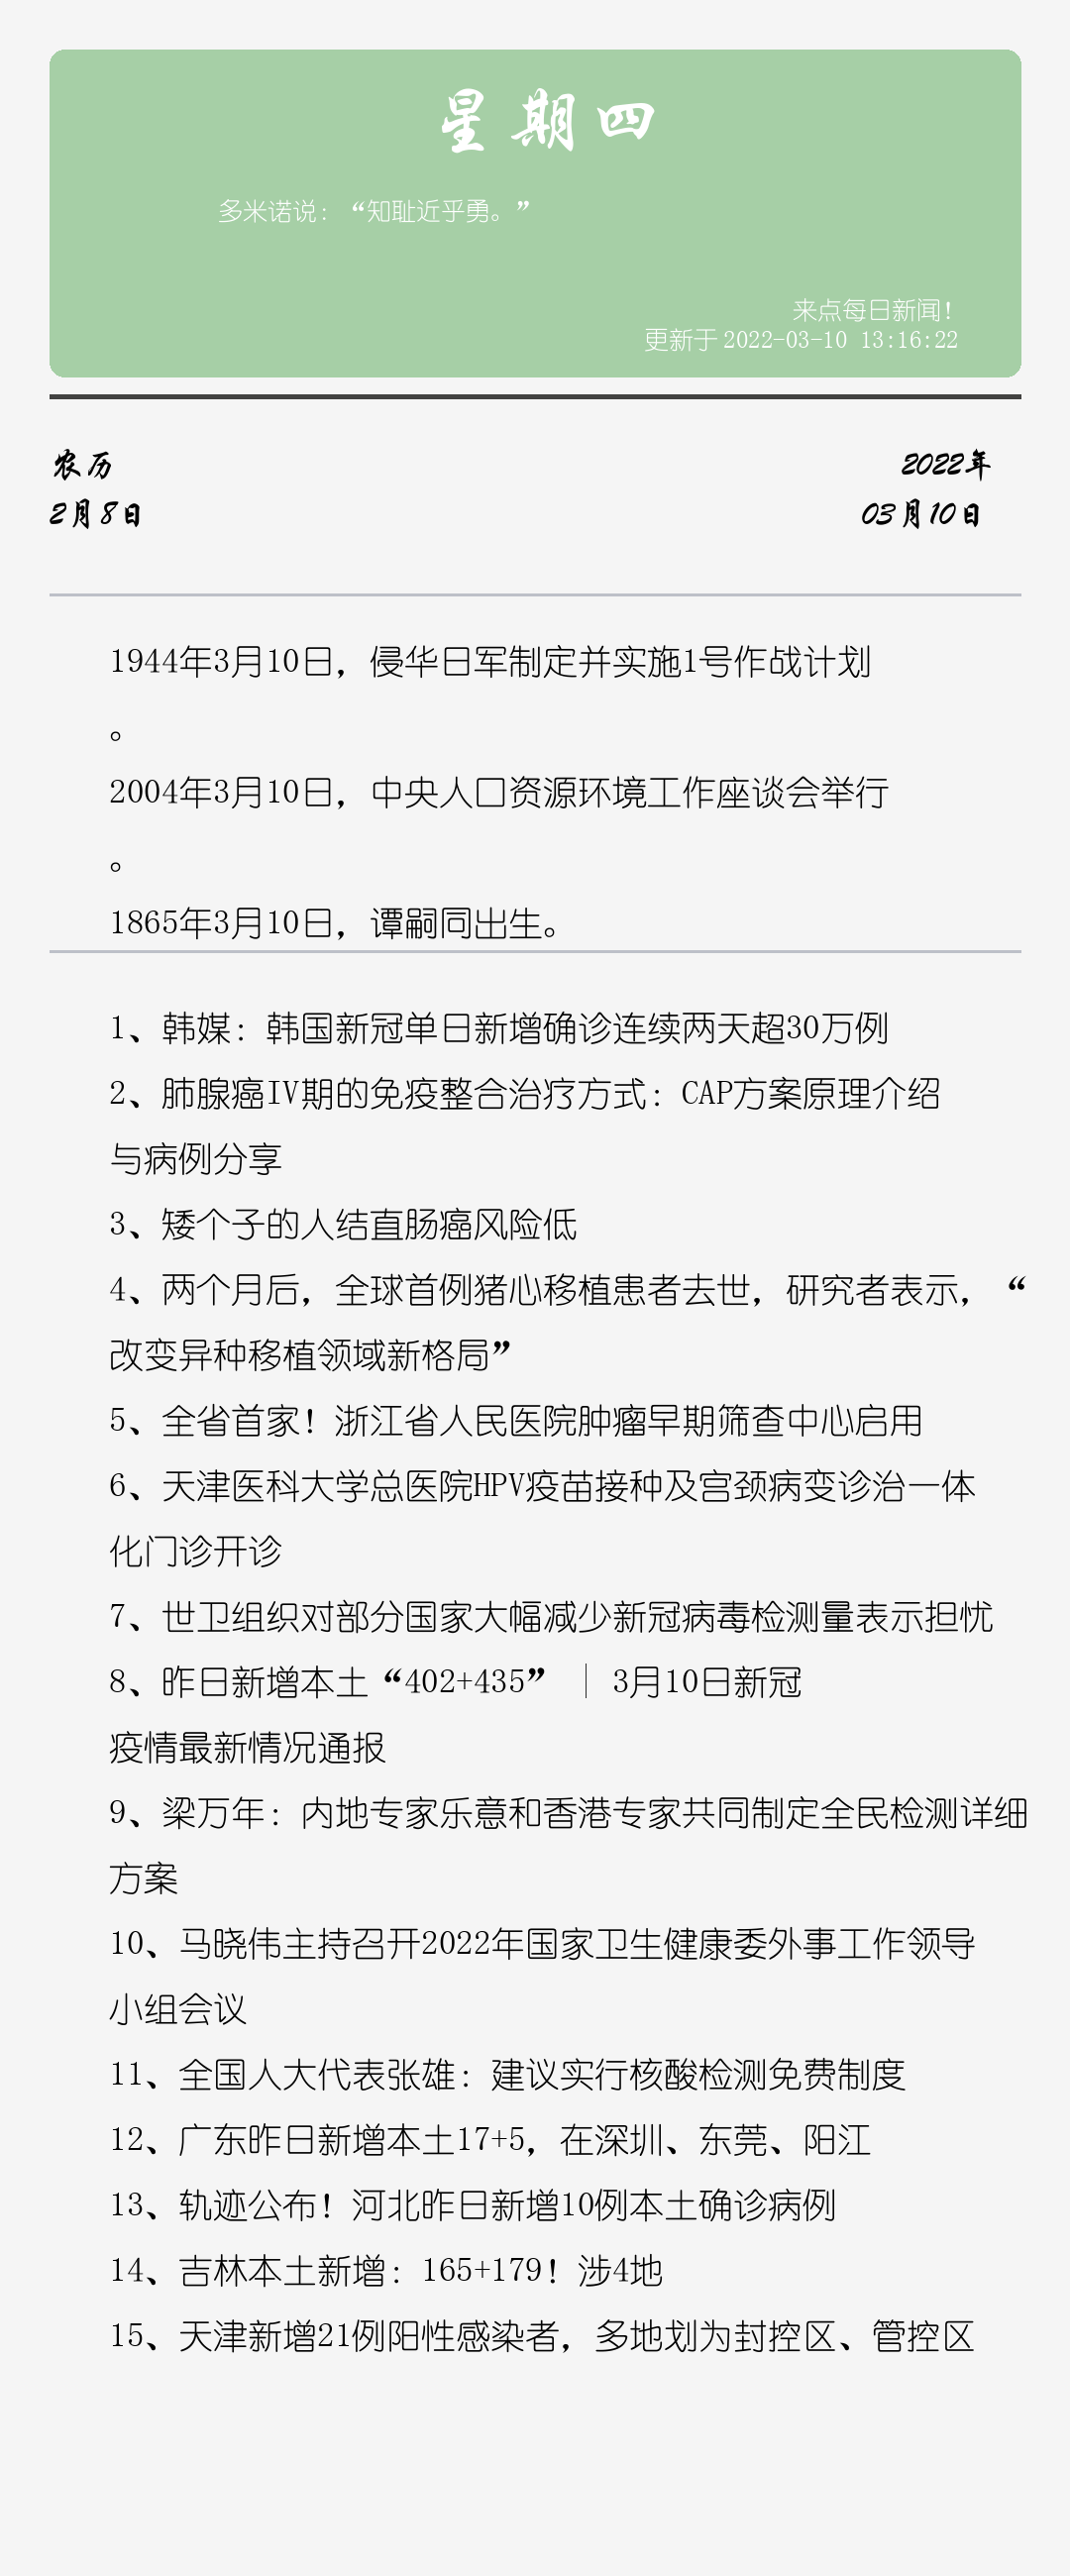 星期四
多米诺说：“知耻近乎勇。”
来点每日新闻！
更新于2022-03-10 13:16:22
农历
2月8日
2022年
03月10日
1944年3月10日，侵华日军制定并实施1号作战计划
。
2004年3月10日，中央人口资源环境工作座谈会举行
。
1865年3月10日，谭嗣同出生。
1、韩媒：韩国新冠单日新增确诊连续两天超30万例
2、肺腺癌IV期的免疫整合治疗方式：CAP方案原理介绍
与病例分享
3、矮个子的人结直肠癌风险低
4、两个月后，全球首例猪心移植患者去世，研究者表示，“
改变异种移植领域新格局”
5、全省首家！浙江省人民医院肿瘤早期筛查中心启用
6、天津医科大学总医院HPV疫苗接种及宫颈病变诊治一体
化门诊开诊
7、世卫组织对部分国家大幅减少新冠病毒检测量表示担忧
8、昨日新增本土“402+435”｜3月10日新冠
疫情最新情况通报
9、梁万年：内地专家乐意和香港专家共同制定全民检测详细
方案
10、马晓伟主持召开2022年国家卫生健康委外事工作领导
小组会议
11、全国人大代表张雄：建议实行核酸检测免费制度
12、广东昨日新增本土17+5，在深圳、东莞、阳江
13、轨迹公布！河北昨日新增10例本土确诊病例
14、吉林本土新增：165+179！涉4地
15、天津新增21例阳性感染者，多地划为封控区、管控区